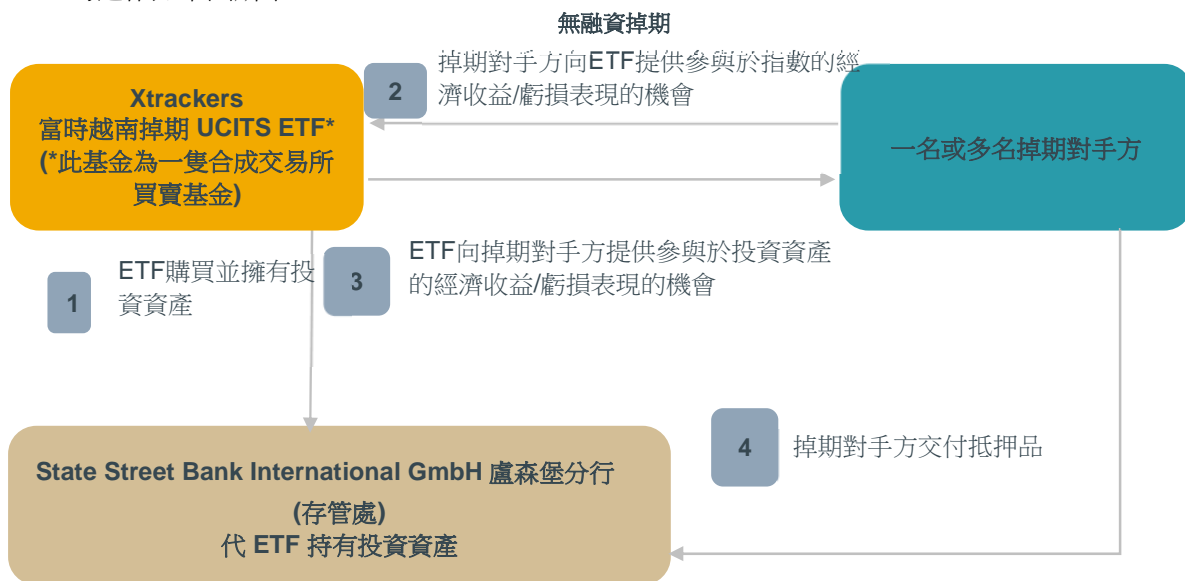 無融資掉期
2
掉期對手方向ETF提供參與於指數的經
濟收益/虧損表現的機會
Xtrackers
富時越南掉期 UCITS ETF*
(*此基金為一隻合成交易所
買賣基金)
一名或多名掉期對手方
1
ETF購買並擁有投
資資產
3
ETF向掉期對手方提供參與於投資資產
的經濟收益/虧損表現的機會
4
掉期對手方交付抵押品
State Street Bank International GmbH 盧森堡分行
(存管處)
代 ETF 持有投資資產